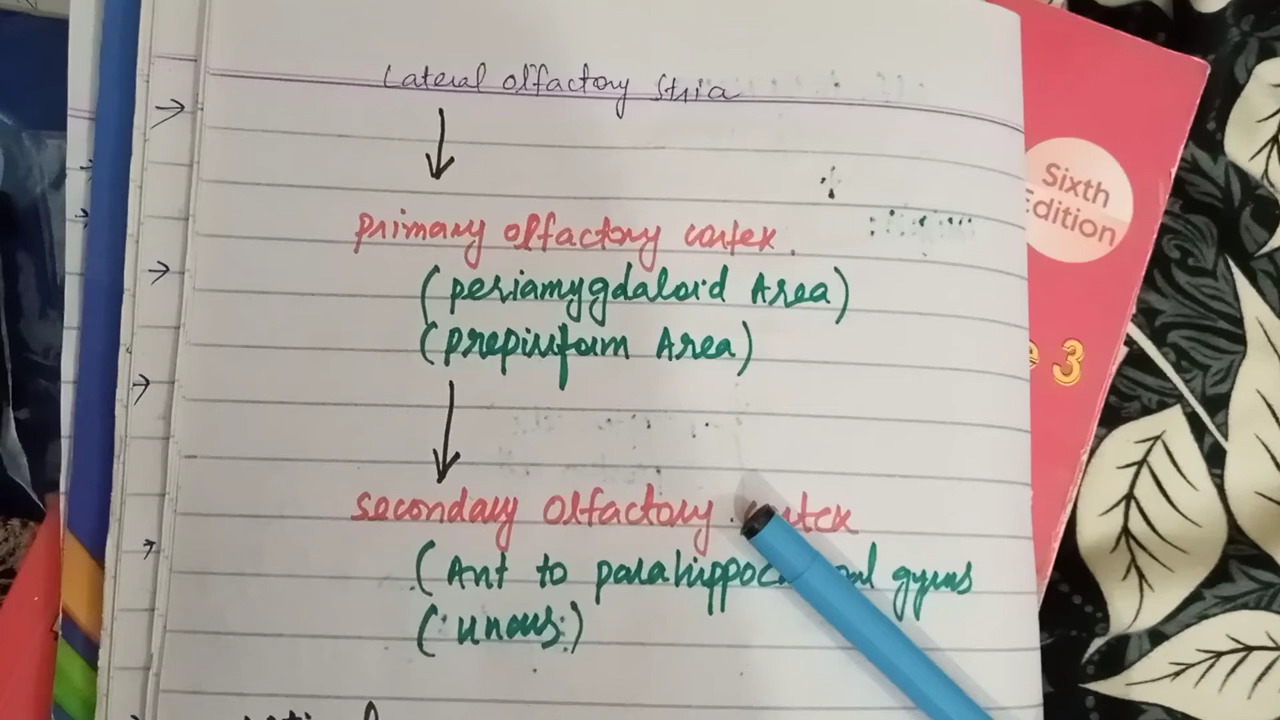 Lateral olfactory Stria
primary olfactory cortex.
(periamygdaloid Area)
(prepiriform Area)
secondary olfactory cortex
(Ant to parahippocampal gyrus
(uncus)
Sixth
Edition
3